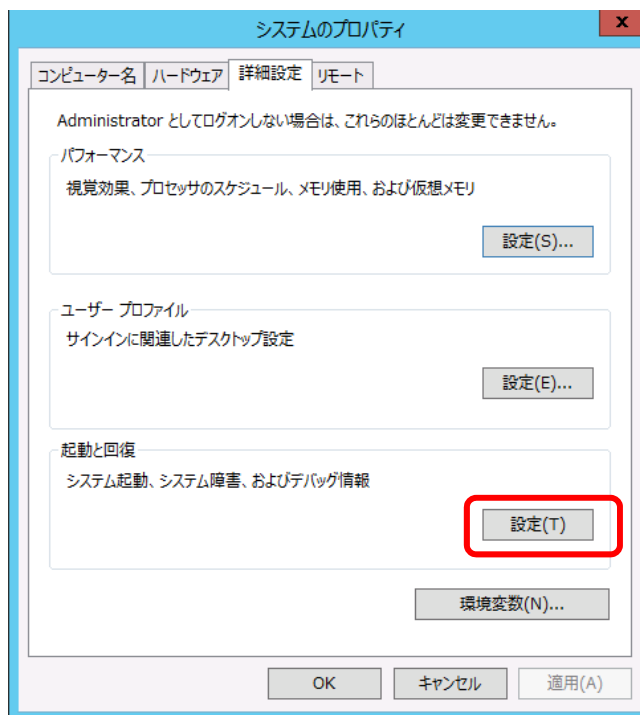 システムのプロパティ
x
コンピューター名 ハードウェア 詳細設定 リモート
Administrator としてログオンしない場合は、これらのほとんどは変更できません。
パフォーマンス
視覚効果、プロセッサのスケジュール、メモリ使用、および仮想メモリ
設定(S)...
ユーザー プロファイル
サインインに関連したデスクトップ設定
設定(E)...
起動と回復
システム起動、システム障害、およびデバッグ情報
設定(T)
環境変数(N)...
OK キャンセル 適用(A)